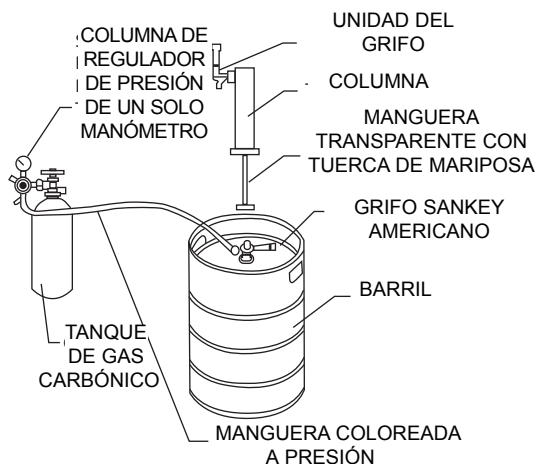 COLUMNA DE
REGULADOR
DE PRESIÓN
DE UN SOLO
MANÓMETRO
UNIDAD DEL
GRIFO
COLUMNA
MANGUERA
TRANSPARENTE CON
TUERCA DE MARIPOSA
GRIFO SANKEY
AMERICANO
BARRIL
TANQUE
DE GAS
CARBÓNICO
MANGUERA COLOREADA
A PRESIÓN